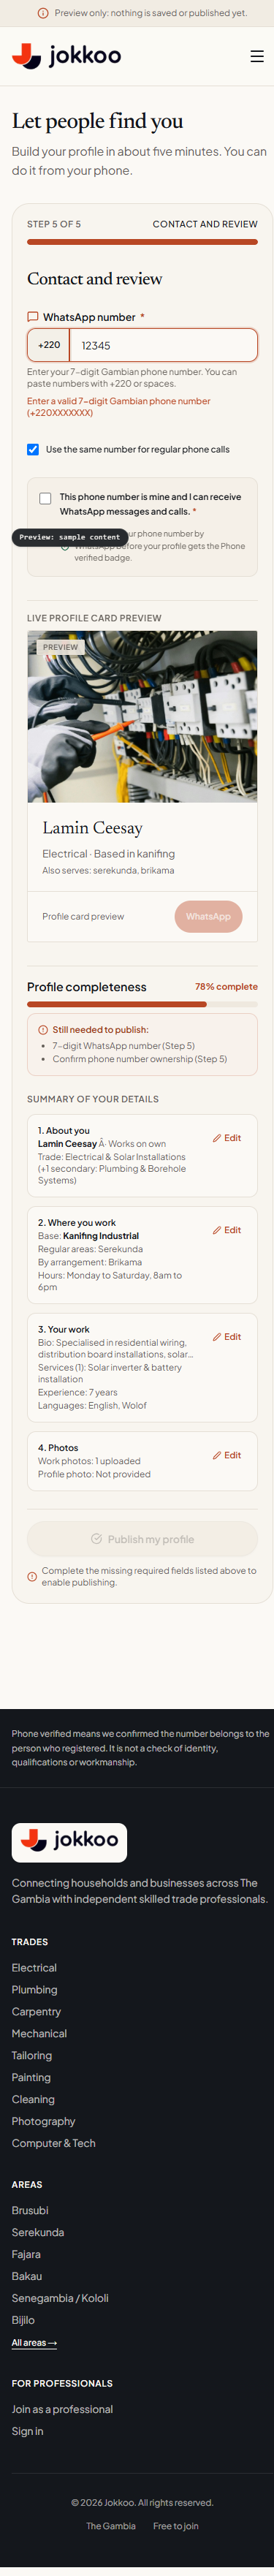 Preview only: nothing is saved or published yet.
jokkoo
Let people find you
Build your profile in about five minutes. You can
do it from your phone.
STEP 5 OF 5
CONTACT AND REVIEW
Contact and review
WhatsApp number *
+220
12345
Enter your 7-digit Gambian phone number. You can
paste numbers with +220 or spaces.
Enter a valid 7-digit Gambian phone number
(+220XXXXXXX)
Use the same number for regular phone calls
This phone number is mine and I can receive
WhatsApp messages and calls. *
Preview: sample content
ur phone number by
WhatsApp before your profile gets the Phone
verified badge.
LIVE PROFILE CARD PREVIEW
PREVIEW
Lamin Ceesay
Electrical · Based in kanifing
Also serves: serekunda, brikama
Profile card preview
WhatsApp
Profile completeness
78% complete
Still needed to publish:
• 7-digit WhatsApp number (Step 5)
• Confirm phone number ownership (Step 5)
SUMMARY OF YOUR DETAILS
1. About you
Edit
Lamin Ceesay Â· Works on own
Trade: Electrical & Solar Installations
(+1 secondary: Plumbing & Borehole
Systems)
2. Where you work
Edit
Base: Kanifing Industrial
Regular areas: Serekunda
By arrangement: Brikama
Hours: Monday to Saturday, 8am to
6pm
3. Your work
Edit
Bio: Specialised in residential wiring,
distribution board installations, solar...
Services (1): Solar inverter & battery
installation
Experience: 7 years
Languages: English, Wolof
4. Photos
Edit
Work photos: 1 uploaded
Profile photo: Not provided
Publish my profile
Complete the missing required fields listed above to
enable publishing.
Phone verified means we confirmed the number belongs to the
person who registered. It is not a check of identity,
qualifications or workmanship.
jokkoo
Connecting households and businesses across The
Gambia with independent skilled trade professionals.
TRADES
Electrical
Plumbing
Carpentry
Mechanical
Tailoring
Painting
Cleaning
Photography
Computer & Tech
AREAS
Brusubi
Serekunda
Fajara
Bakau
Senegambia / Kololi
Bijilo
All areas →
FOR PROFESSIONALS
Join as a professional
Sign in
© 2026 Jokkoo. All rights reserved.
The Gambia
Free to join